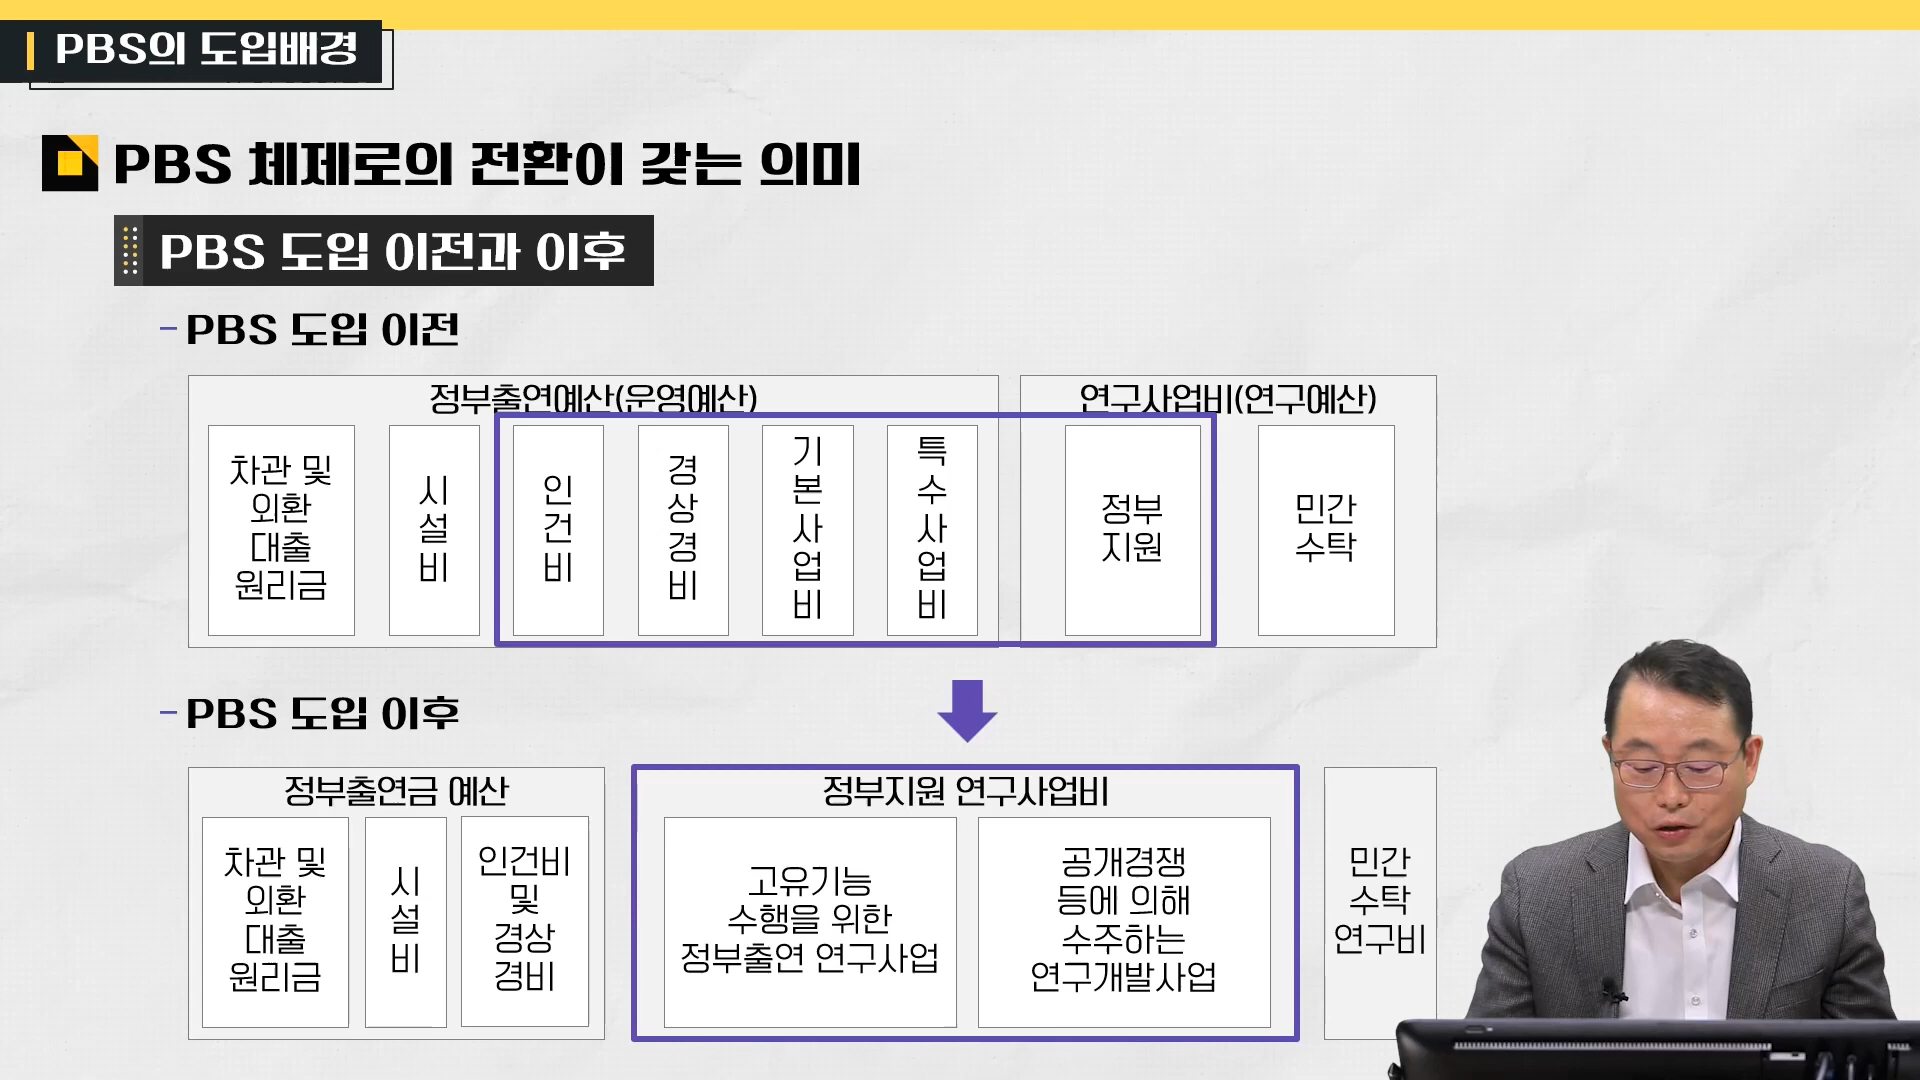 PBS의 도입배경
PBS 체제로의 전환이 갖는 의미
PBS 도입 이전과 이후
– PBS 도입 이전
정부출연예산(운영예산)
차관 및
외환
대출
원리금
시
설
비
인
건
비
경
상
경
비
기
본
사
업
비
특
수
사
업
비
연구사업비(연구예산)
정부
지원
민간
수탁
– PBS 도입 이후
정부출연금 예산
차관 및
외환
대출
원리금
시
설
비
인건비
및
경상
경비
정부지원 연구사업비
고유기능
수행을 위한
정부출연 연구사업
공개경쟁
등에 의해
수주하는
연구개발사업
민간
수탁
연구비